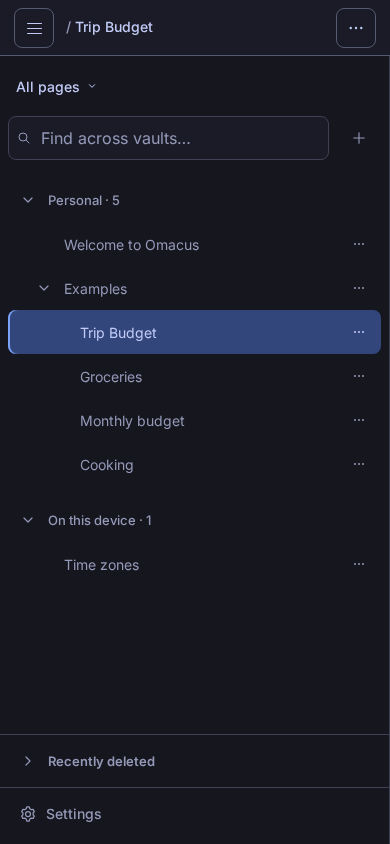 / Trip Budget
All pages
Find across vaults...
Personal · 5
Welcome to Omacus
Examples
Trip Budget
Groceries
Monthly budget
Cooking
On this device · 1
Time zones
Recently deleted
Settings